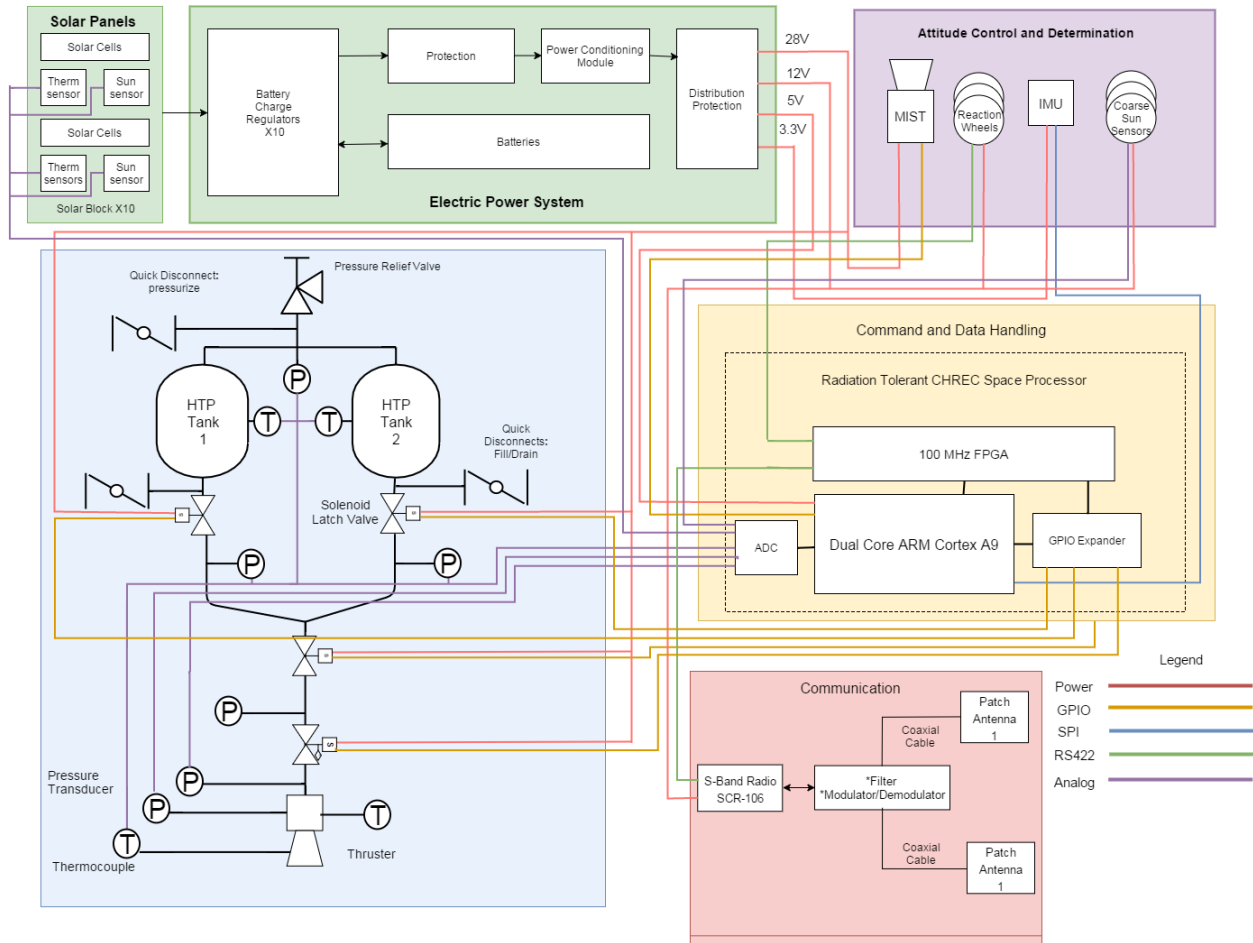 Solar Panels
Solar Cells
Therm
sensor
Sun
sensor
Solar Cells
Therm
sensors
Sun
sensor
Solar Block X10
Battery
Charge
Regulators
X10
Protection
Power Conditioning
Module
Batteries
Distribution
Protection
Electric Power System
28V
12V
5V
3.3V
Attitude Control and Determination
MIST
Reaction
Wheels
IMU
Coarse
Sun
Sensors
Quick Disconnect:
pressurize
Pressure Relief Valve
P
HTP
Tank
1
T
T
HTP
Tank
2
Quick
Disconnects:
Fill/Drain
Solenoid
Latch Valve
s
s
P
P
s
P
s
P
P
T
T
Pressure
Transducer
Thermocouple
Thruster
Command and Data Handling
Radiation Tolerant CHREC Space Processor
100 MHz FPGA
ADC
Dual Core ARM Cortex A9
GPIO Expander
Communication
S-Band Radio
SCR-106
*Filter
*Modulator/Demodulator
Coaxial
Cable
Patch
Antenna
1
Coaxial
Cable
Patch
Antenna
1
Legend
Power
GPIO
SPI
RS422
Analog